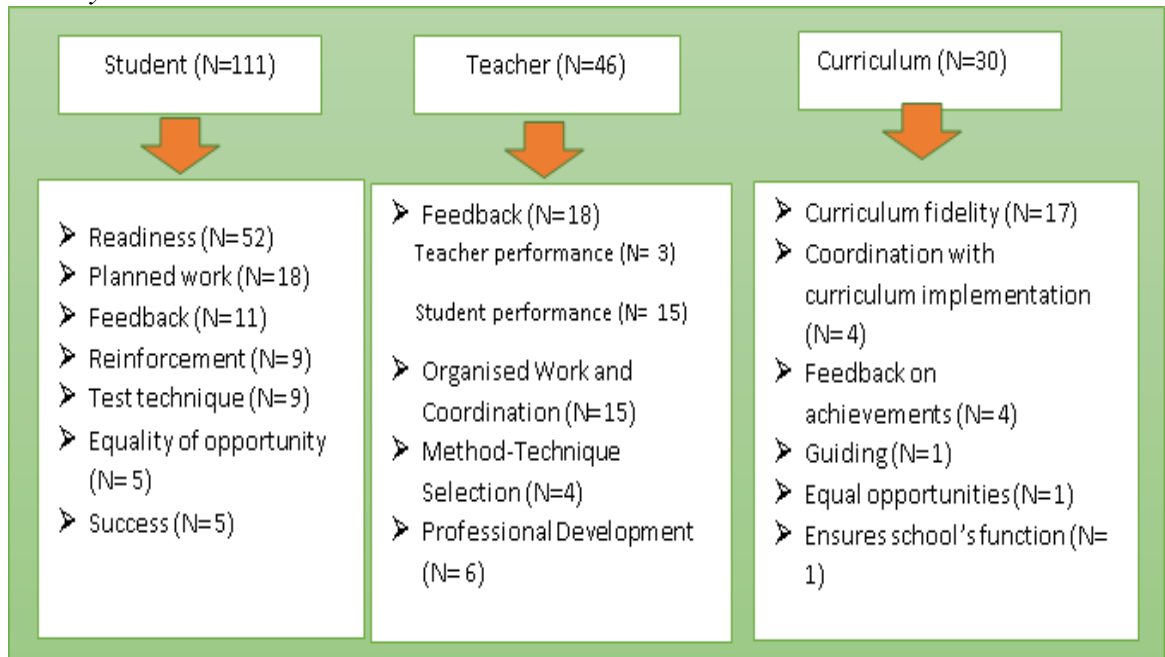 Student (N=111)
Readiness (N=52)
Planned work (N=18)
Feedback (N=11)
Reinforcement (N=9)
Test technique (N=9)
Equality of opportunity
(N= 5)
Success (N=5)
Teacher (N=46)
Feedback (N=18)
Teacher performance (N= 3)
Student performance (N= 15)
Organised Work and
Coordination (N=15)
Method-Technique
Selection (N=4)
Professional Development
(N= 6)
Curriculum (N=30)
Curriculum fidelity (N=17)
Coordination with
curriculum implementation
(N=4)
Feedback on
achievements (N=4)
Guiding (N=1)
Equal opportunities (N=1)
Ensures school's function (N=
1)